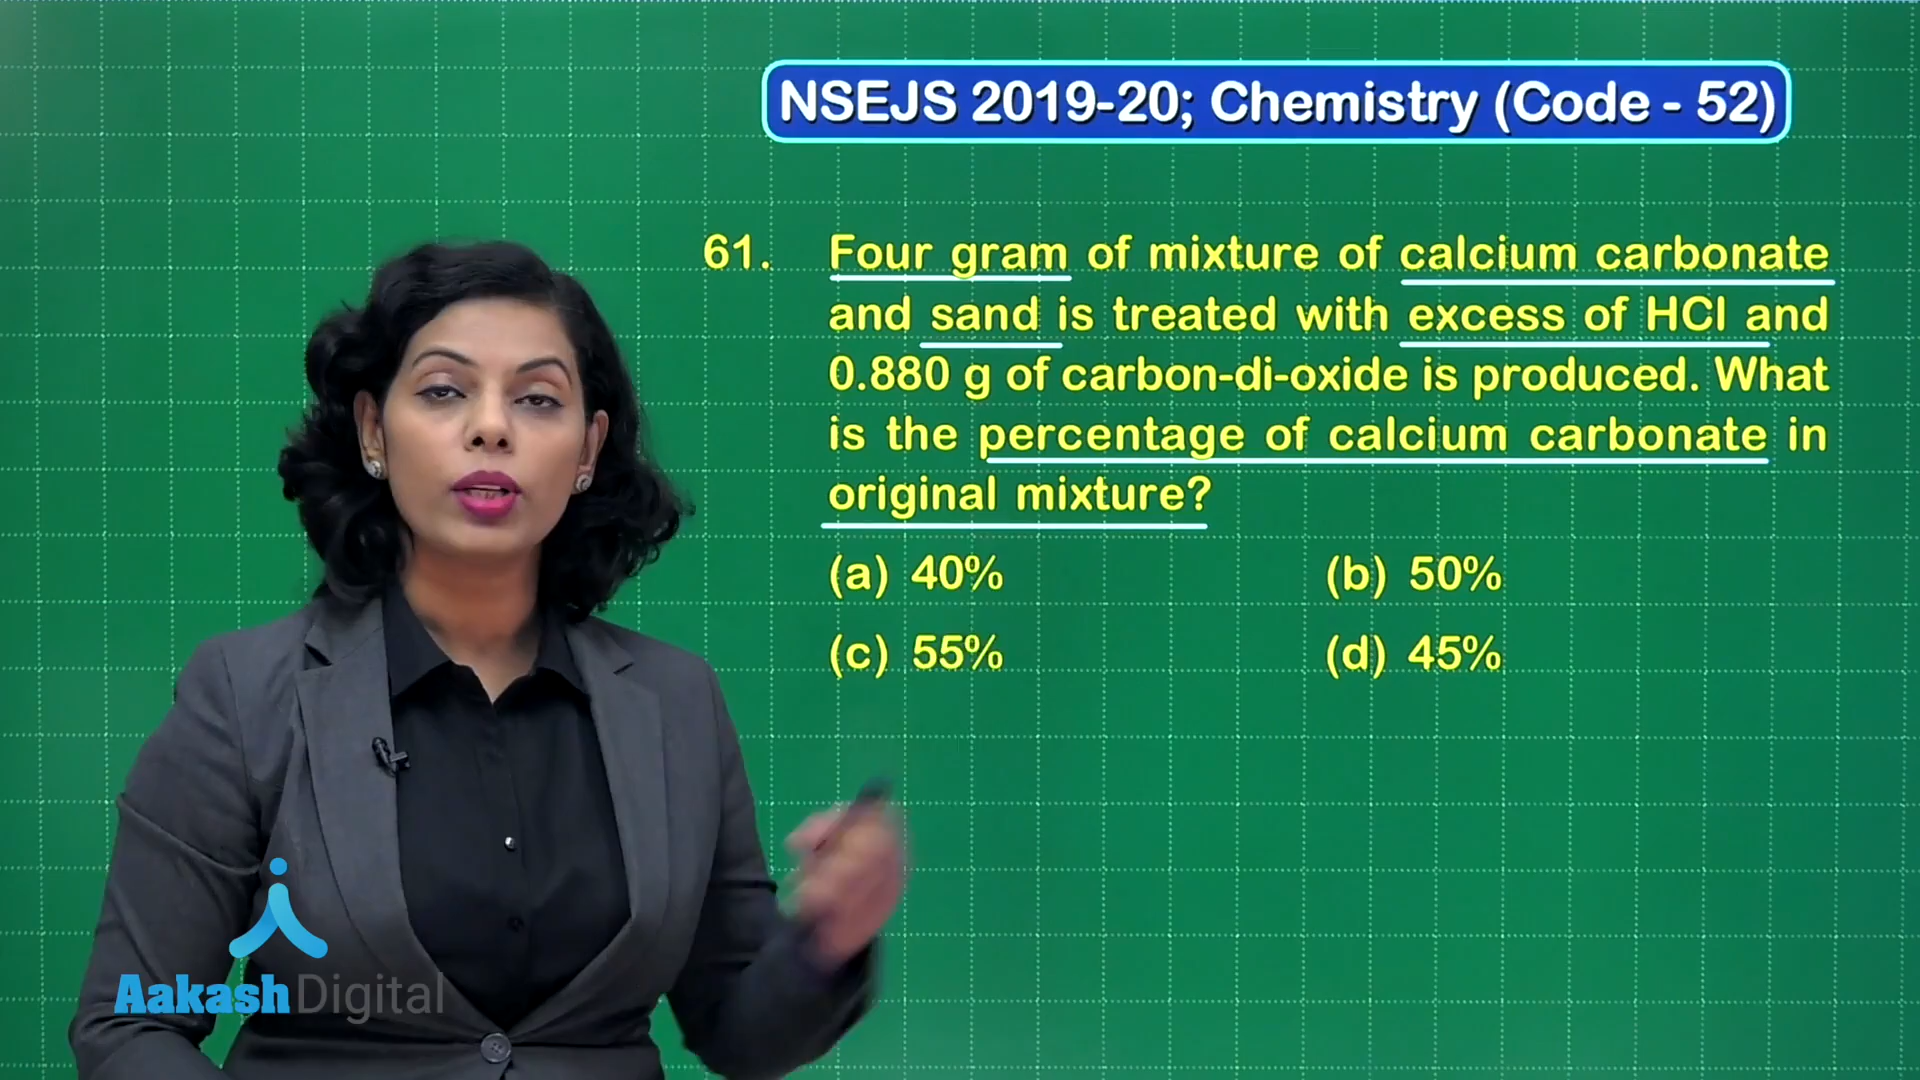 NSEJS 2019-20; Chemistry (Code - 52)
61. Four gram of mixture of calcium carbonate
and sand is treated with excess of HCl and
0.880 g of carbon-di-oxide is produced. What
is the percentage of calcium carbonate in
original mixture?
(a) 40% (b) 50%
(c) 55% (d) 45%
Aakash Digital